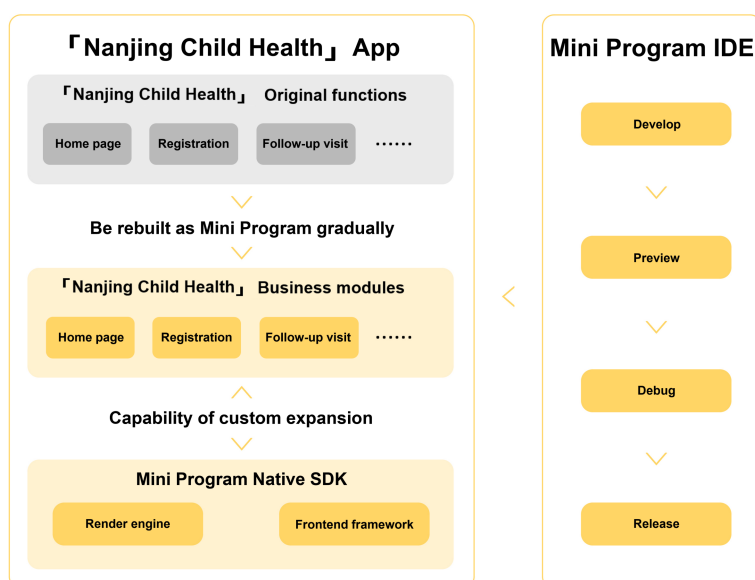 「Nanjing Child Health」 App
「Nanjing Child Health」 Original functions
Home page
Registration
Follow-up visit
······
Be rebuilt as Mini Program gradually
「Nanjing Child Health」 Business modules
Home page
Registration
Follow-up visit
······
Capability of custom expansion
Mini Program Native SDK
Render engine
Frontend framework
Mini Program IDE
Develop
Preview
Debug
Release